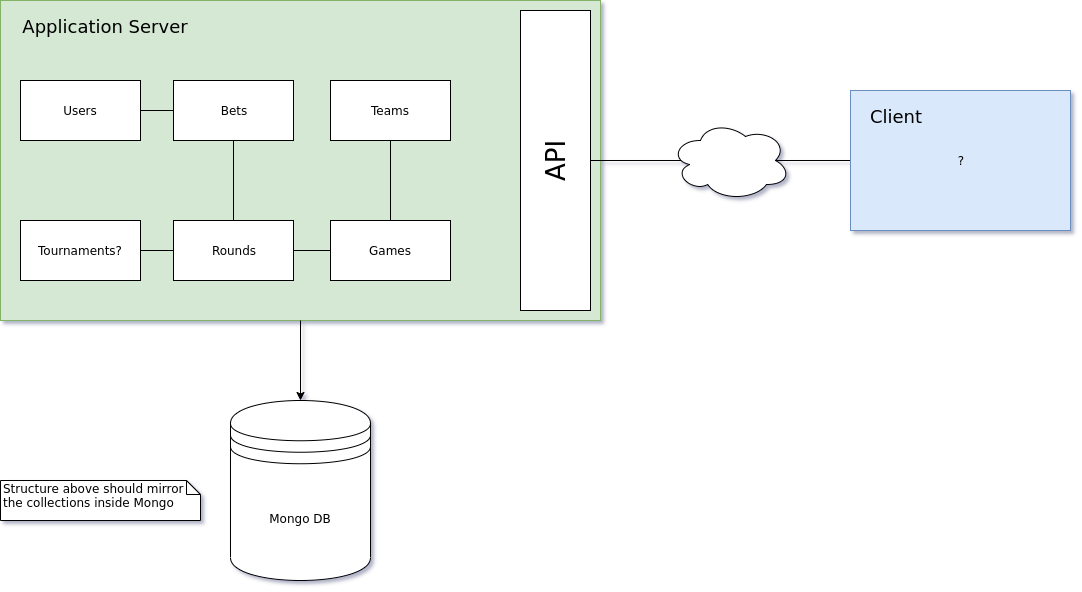 Application Server
Users
Bets
Teams
Tournaments?
Rounds
Games
API
Client
?
Structure above should mirror
the collections inside Mongo
Mongo DB